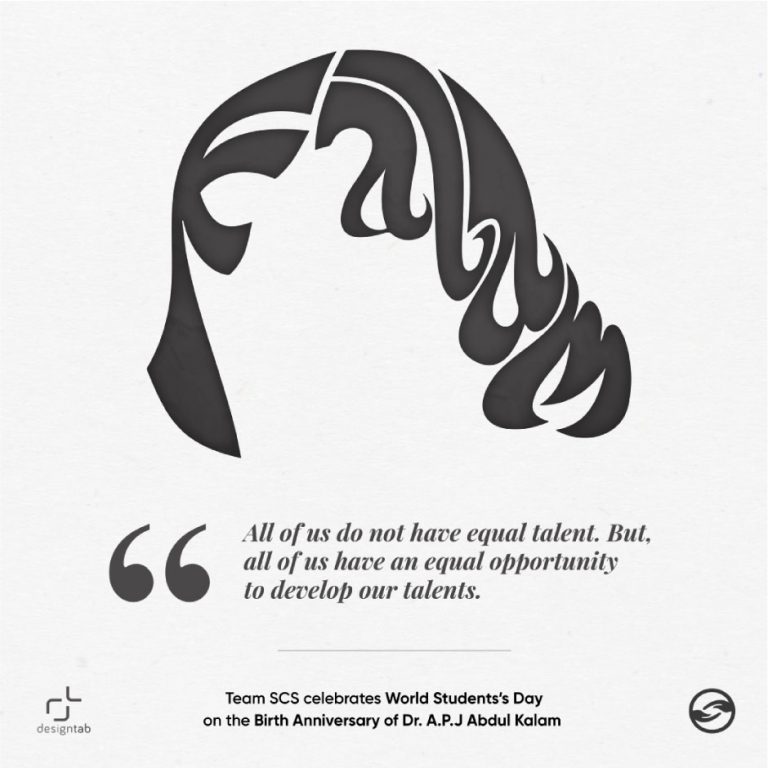 Kalam
“
All of us do not have equal talent. But,
all of us have an equal opportunity
to develop our talents.
designtab
Team SCS celebrates World Students's Day
on the Birth Anniversary of Dr. A.P.J Abdul Kalam